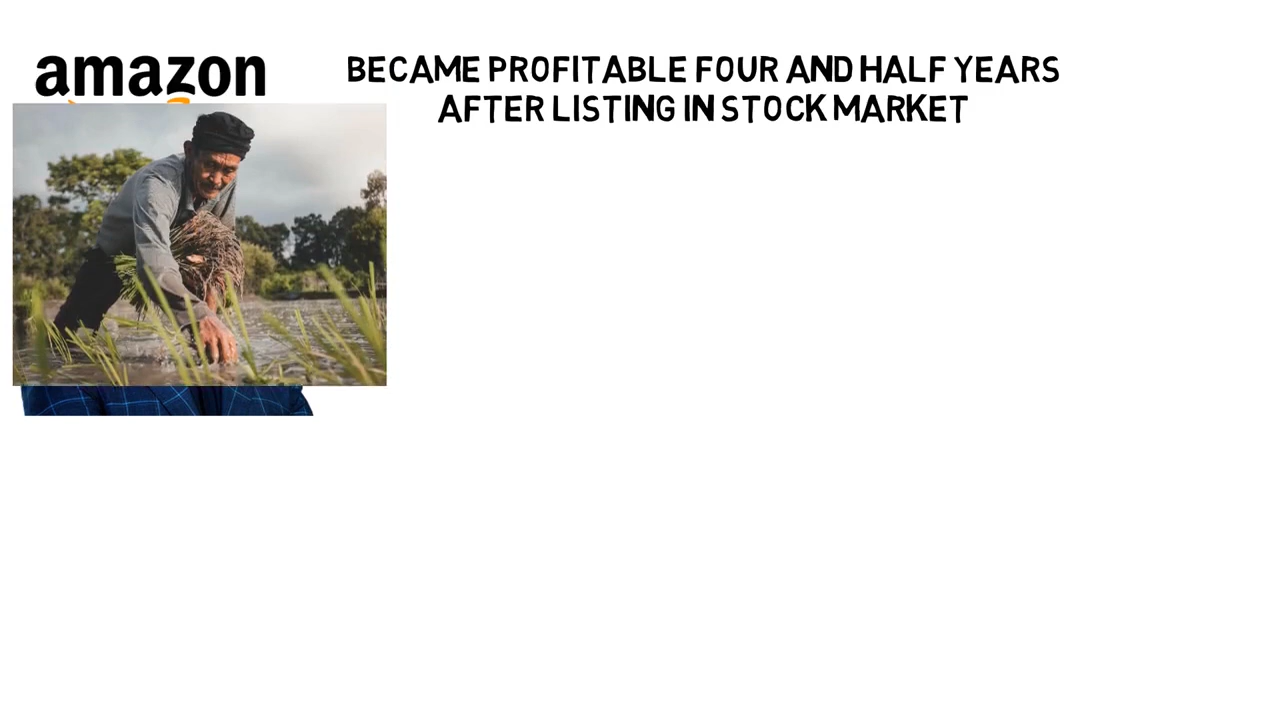 amazon
BECAME PROFITABLE FOUR AND HALF YEARS
AFTER LISTING IN STOCK MARKET